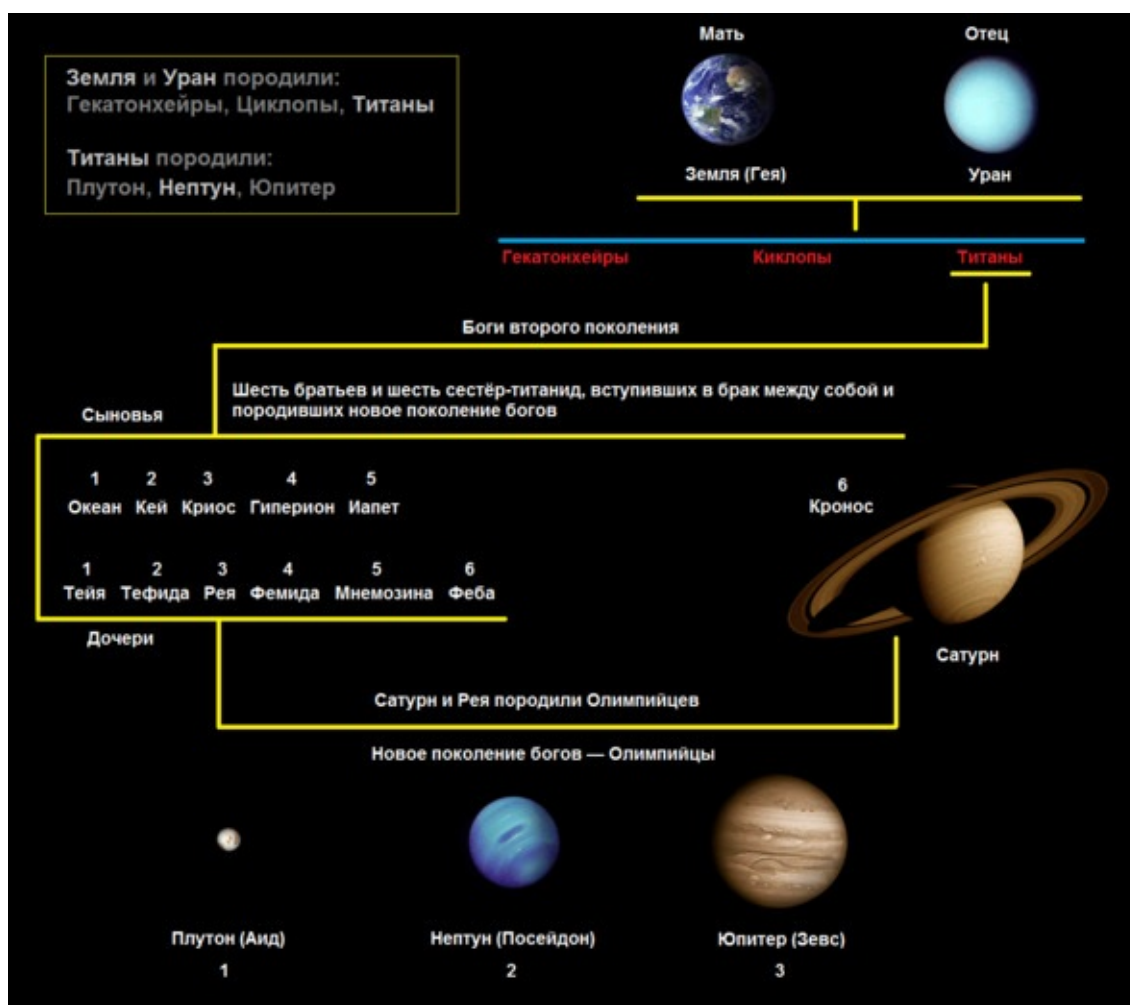 Земля и Уран породили:
Гекатонхейры, Циклопы, Титаны
Титаны породили:
Плутон, Нептун, Юпитер
Мать
Отец
Земля (Гея)
Уран
Гекатонхейры
Киклопы
Титаны
Боги второго поколения
Шесть братьев и шесть сестёр-титанид, вступивших в брак между собой и
породивших новое поколение богов
Сыновья
1 2 3 4 5
Океан Кей Криос Гиперион Иапет
6
Кронос
1 2 3 4 5 6
Тейя Тефида Рея Фемида Мнемозина Феба
Дочери
Сатурн
Сатурн и Рея породили Олимпийцев
Новое поколение богов — Олимпийцы
Плутон (Аид)
1
Нептун (Посейдон)
2
Юпитер (Зевс)
3